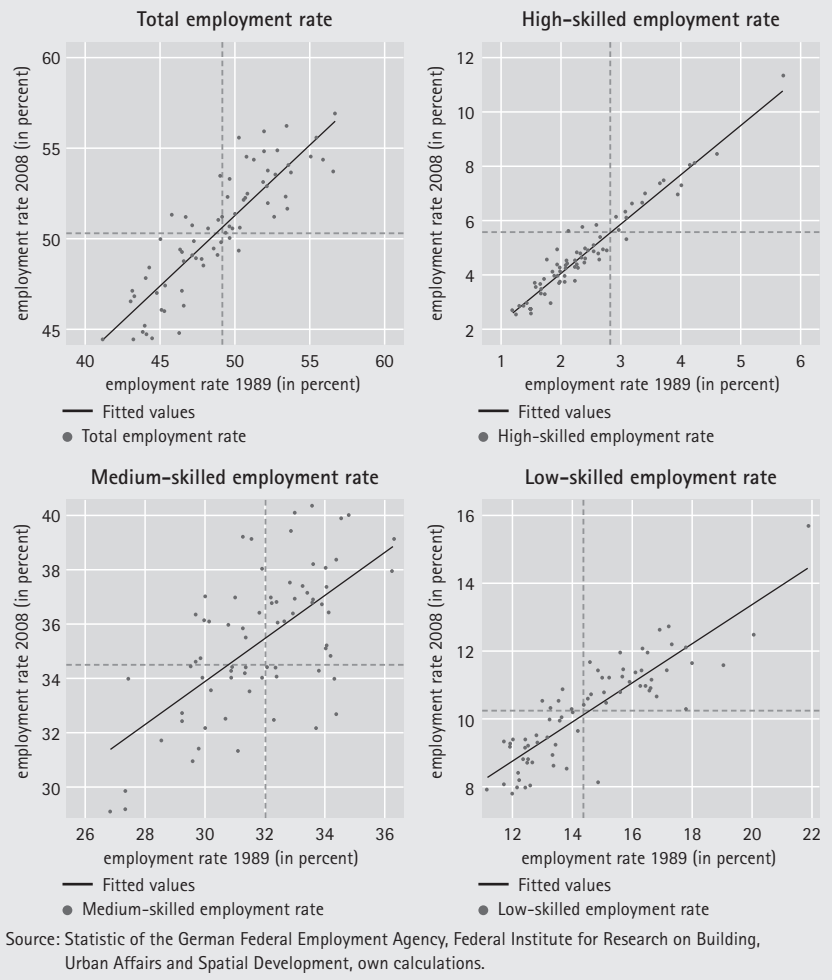 Total employment rate
employment rate 2008 (in percent)
60
55
50
45
40 45 50 55 60
employment rate 1989 (in percent)
Fitted values
Total employment rate
High-skilled employment rate
employment rate 2008 (in percent)
12
10
8
6
4
2
1 2 3 4 5 6
employment rate 1989 (in percent)
Fitted values
High-skilled employment rate
Medium-skilled employment rate
employment rate 2008 (in percent)
40
38
36
34
32
30
26 28 30 32 34 36
employment rate 1989 (in percent)
Fitted values
Medium-skilled employment rate
Low-skilled employment rate
employment rate 2008 (in percent)
16
14
12
10
8
12 14 16 18 20 22
employment rate 1989 (in percent)
Fitted values
Low-skilled employment rate
Source: Statistic of the German Federal Employment Agency, Federal Institute for Research on Building,
Urban Affairs and Spatial Development, own calculations.